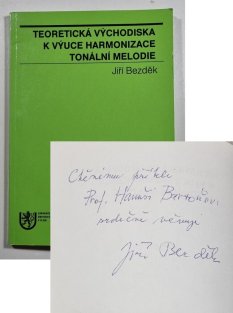 TEORETICKÁ VÝCHODISKA
K VÝUCE HARMONIZACE
TONÁLNÍ MELODIE
Jiří Bezděk
Ctěnému příteli
Prof. Hanuši Bartoňovi
srdečně věnuje
Jiří Bezděk